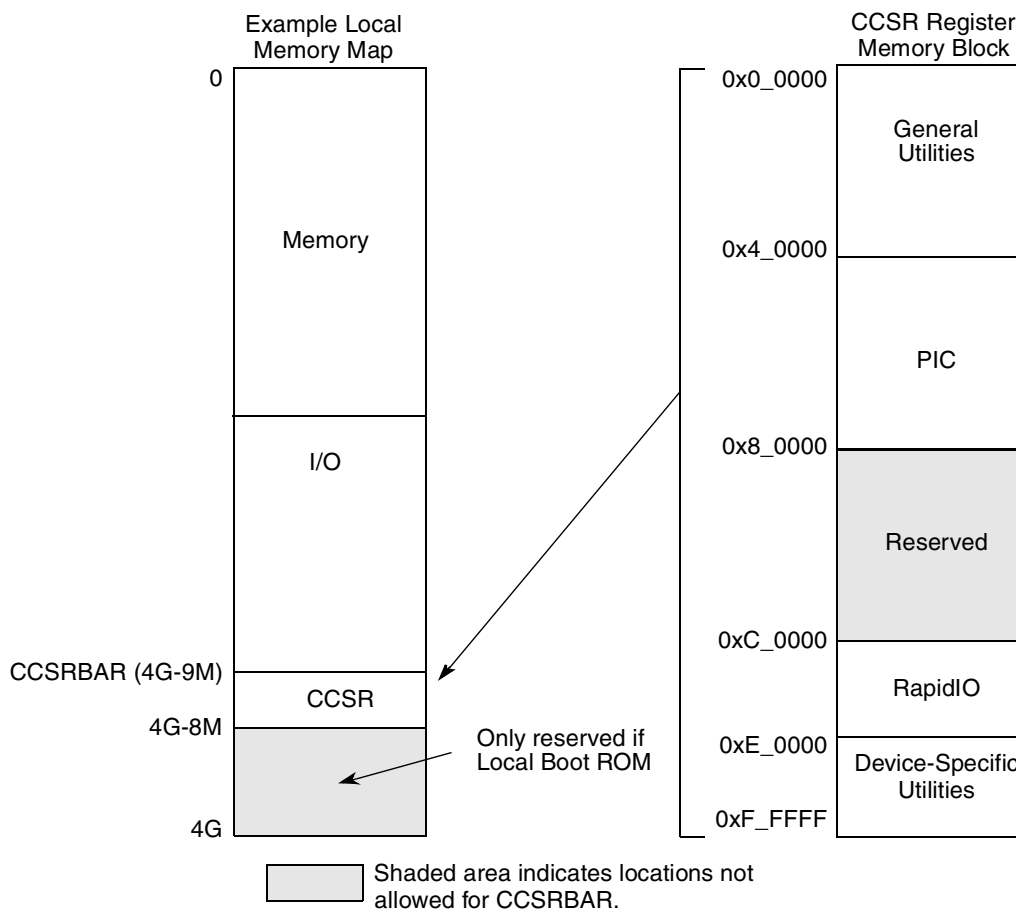 Example Local
Memory Map
0
Memory
I/O
CCSRBAR (4G-9M)
CCSR
4G-8M
4G
Only reserved if
Local Boot ROM
CCSR Register
Memory Block
0x0_0000
General
Utilities
0x4_0000
PIC
0x8_0000
Reserved
0xC_0000
RapidIO
0xE_0000
Device-Specific
Utilities
0xF_FFFF
Shaded area indicates locations not
allowed for CCSRBAR.